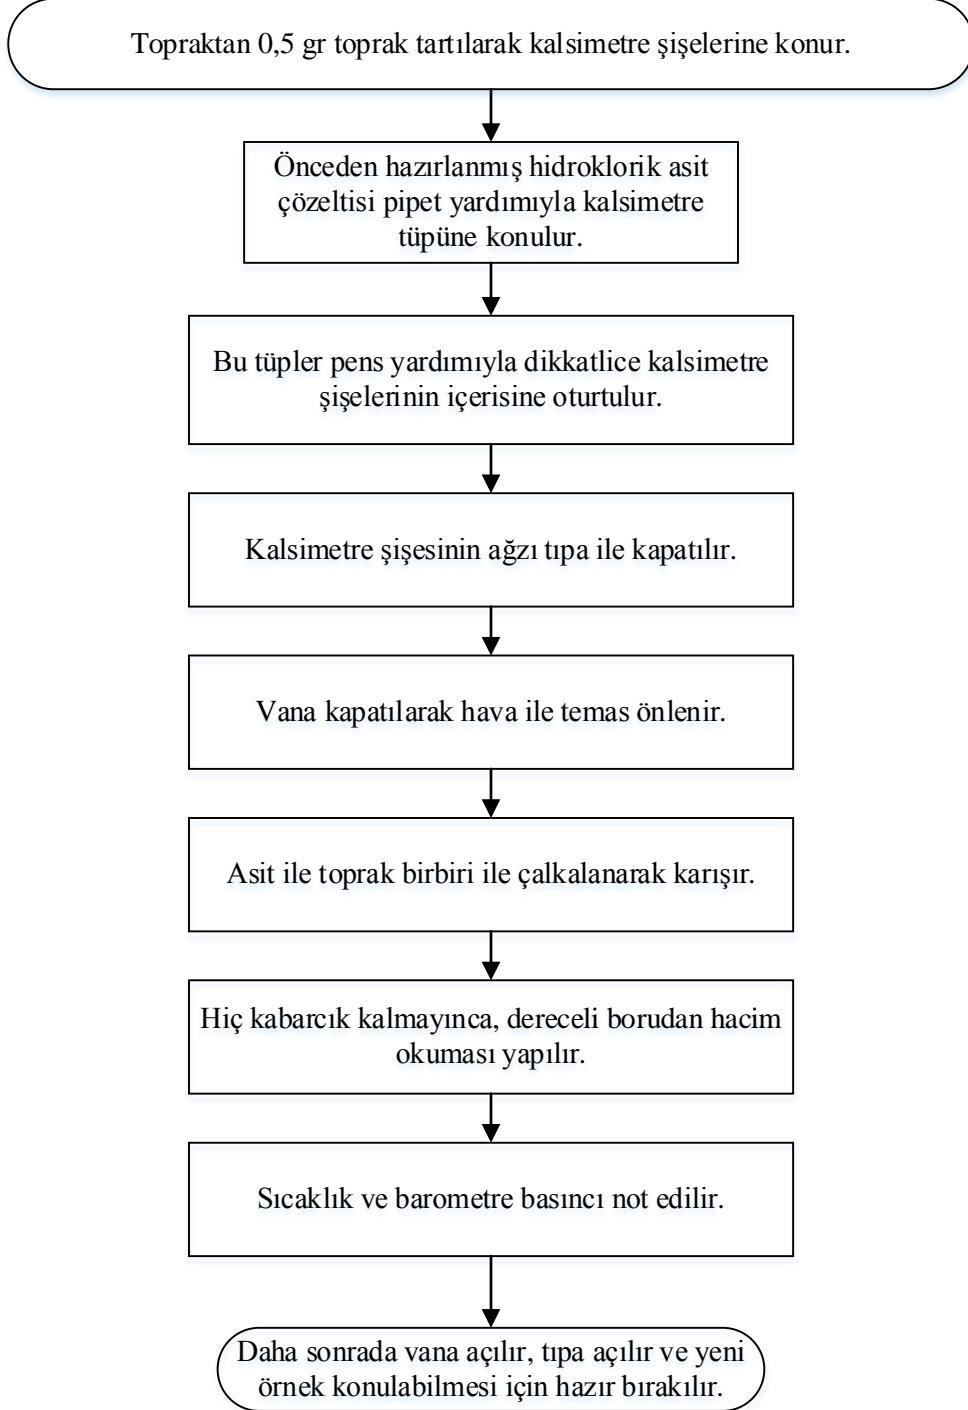 Topraktan 0,5 gr toprak tartılarak kalsimetre şişelerine konur.
Önceden hazırlanmış hidroklorik asit
çözeltisi pipet yardımıyla kalsimetre
tüpüne konulur.
Bu tüpler pens yardımıyla dikkatlice kalsimetre
şişelerinin içerisine oturtulur.
Kalsimetre şişesinin ağzı tıpa ile kapatılır.
Vana kapatılarak hava ile temas önlenir.
Asit ile toprak birbiri ile çalkalanarak karışır.
Hiç kabarcık kalmayınca, dereceli borudan hacim
okuması yapılır.
Sıcaklık ve barometre basıncı not edilir.
Daha sonrada vana açılır, tıpa açılır ve yeni
örnek konulabilmesi için hazır bırakılır.